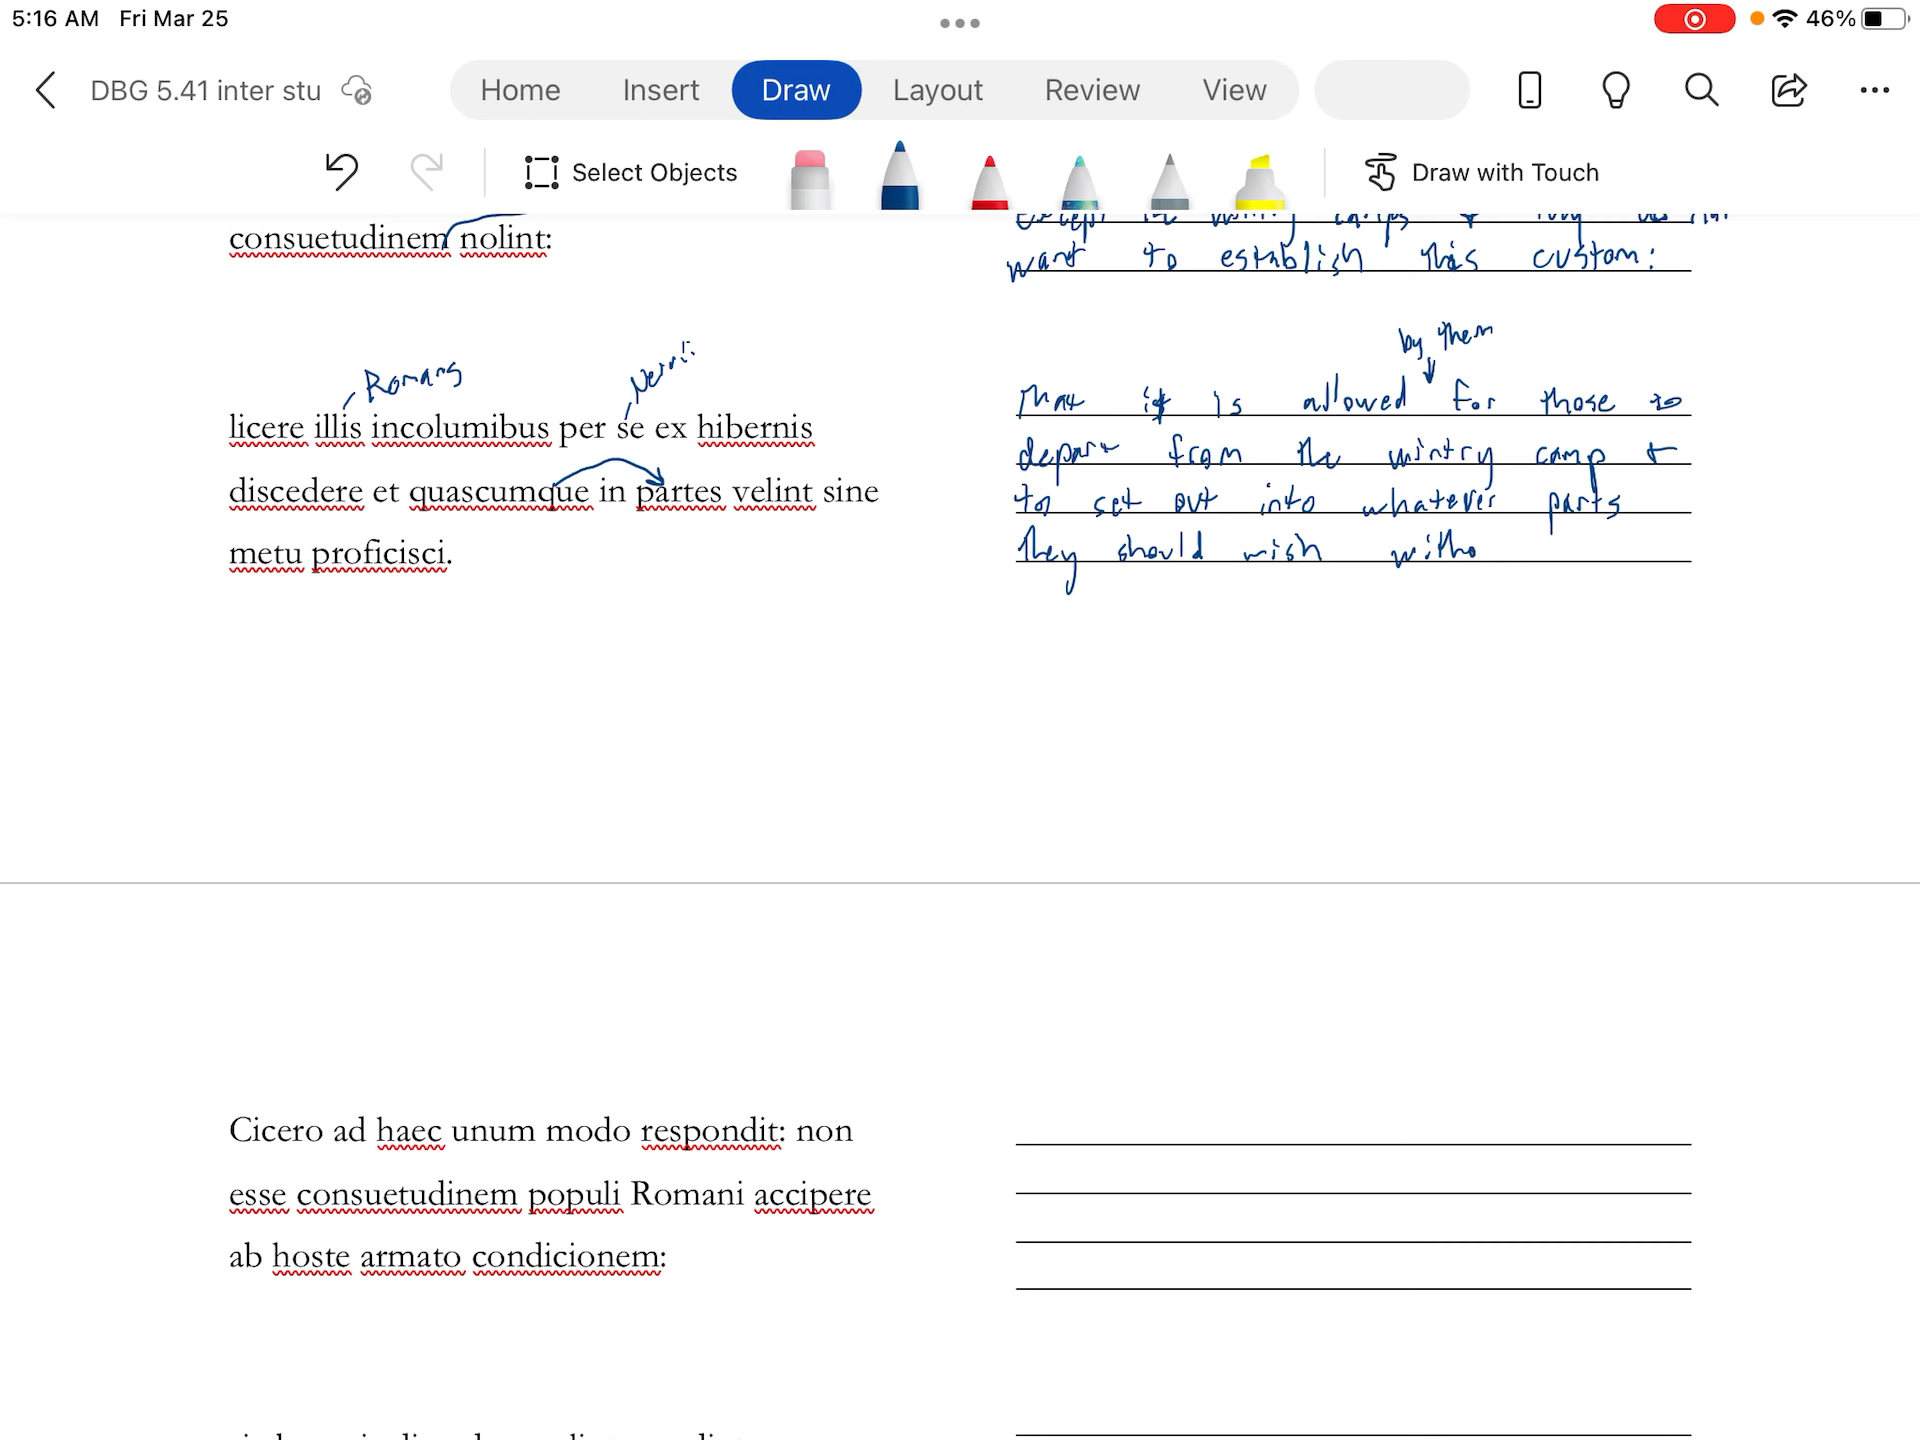 5:16 AM Fri Mar 25
46%
DBG 5.41 inter stu
Home Insert Draw Layout Review View
Select Objects
Draw with Touch
consuetudinem nolint:
want to establish this custom:
by them
Romans
Nervii
licere illis incolumibus per se ex hibernis
discedere et quascumque in partes velint sine
metu proficisci.
That it is allowed for those to
depart from the wintry camp +
to set out into whatever parts
they should wish witho
Cicero ad haec unum modo respondit: non
esse consuetudinem populi Romani accipere
ab hoste armato condicionem: